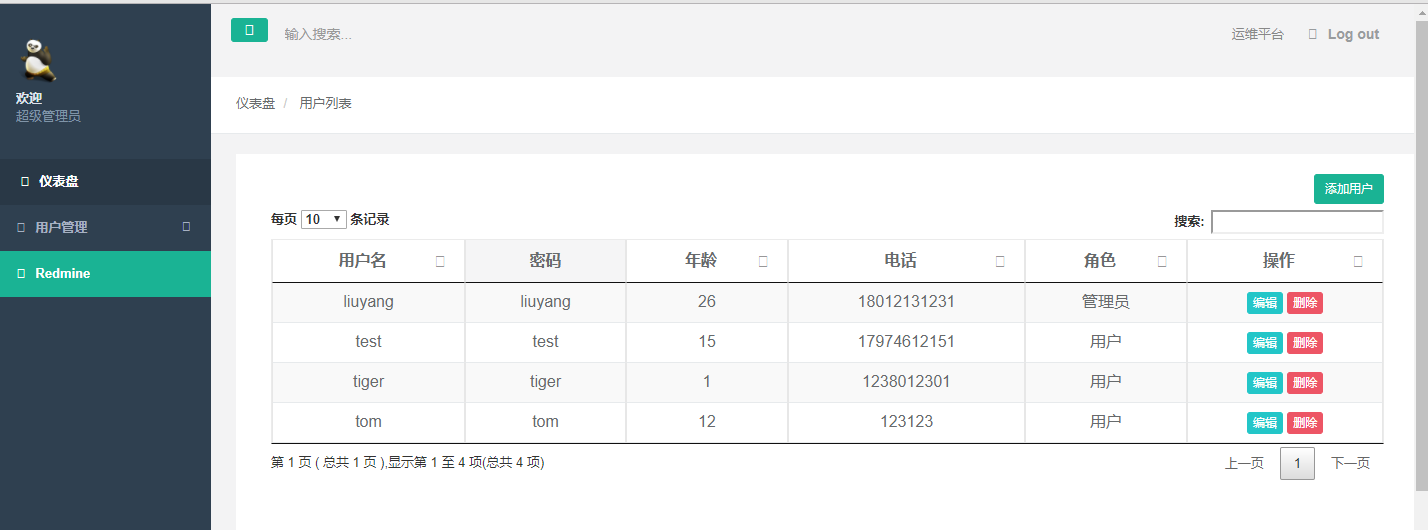 输入搜索...
运维平台 Log out
欢迎
超级管理员
仪表盘
用户管理
Redmine
仪表盘 / 用户列表
添加用户
每页 10 条记录
搜索:
用户名 密码 年龄 电话 角色 操作
liuyang liuyang 26 18012131231 管理员 编辑 删除
test test 15 17974612151 用户 编辑 删除
tiger tiger 1 1238012301 用户 编辑 删除
tom tom 12 123123 用户 编辑 删除
第 1 页 ( 总共 1 页 ),显示第 1 至 4 项(总共 4 项)
上一页 1 下一页